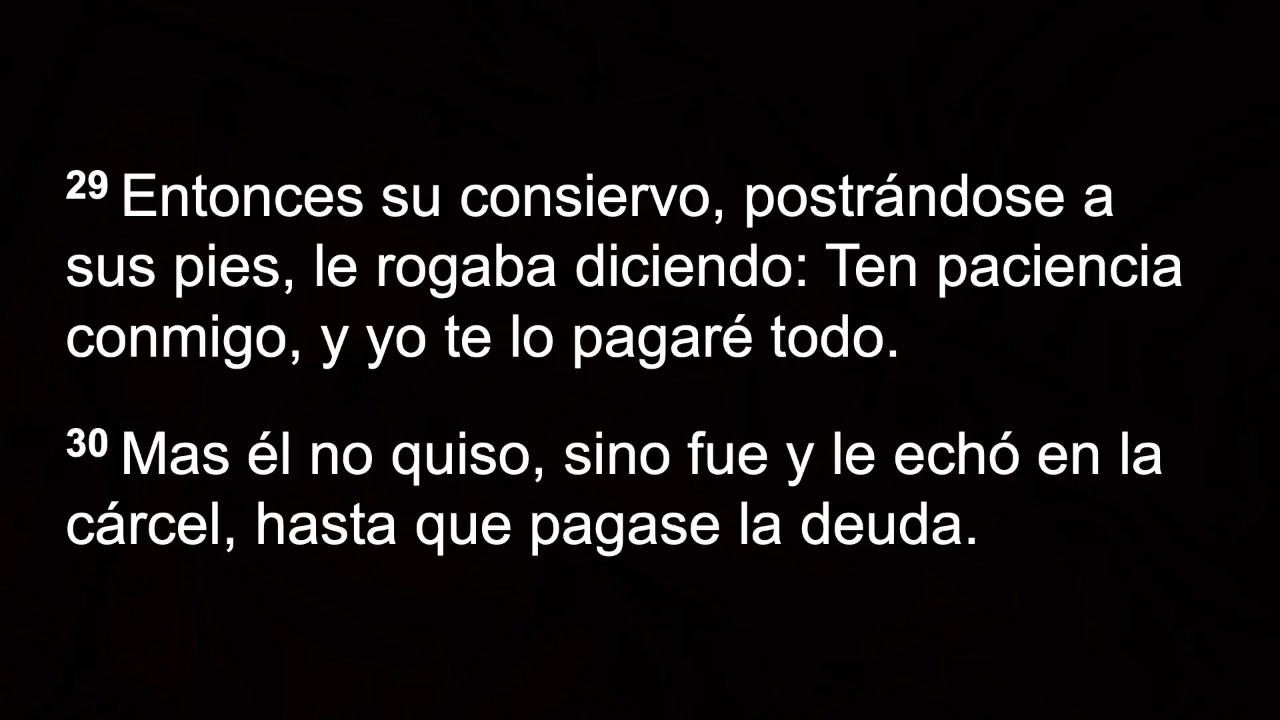 29 Entonces su consiervo, postrándose a
sus pies, le rogaba diciendo: Ten paciencia
conmigo, y yo te lo pagaré todo.
30 Mas él no quiso, sino fue y le echó en la
cárcel, hasta que pagase la deuda.